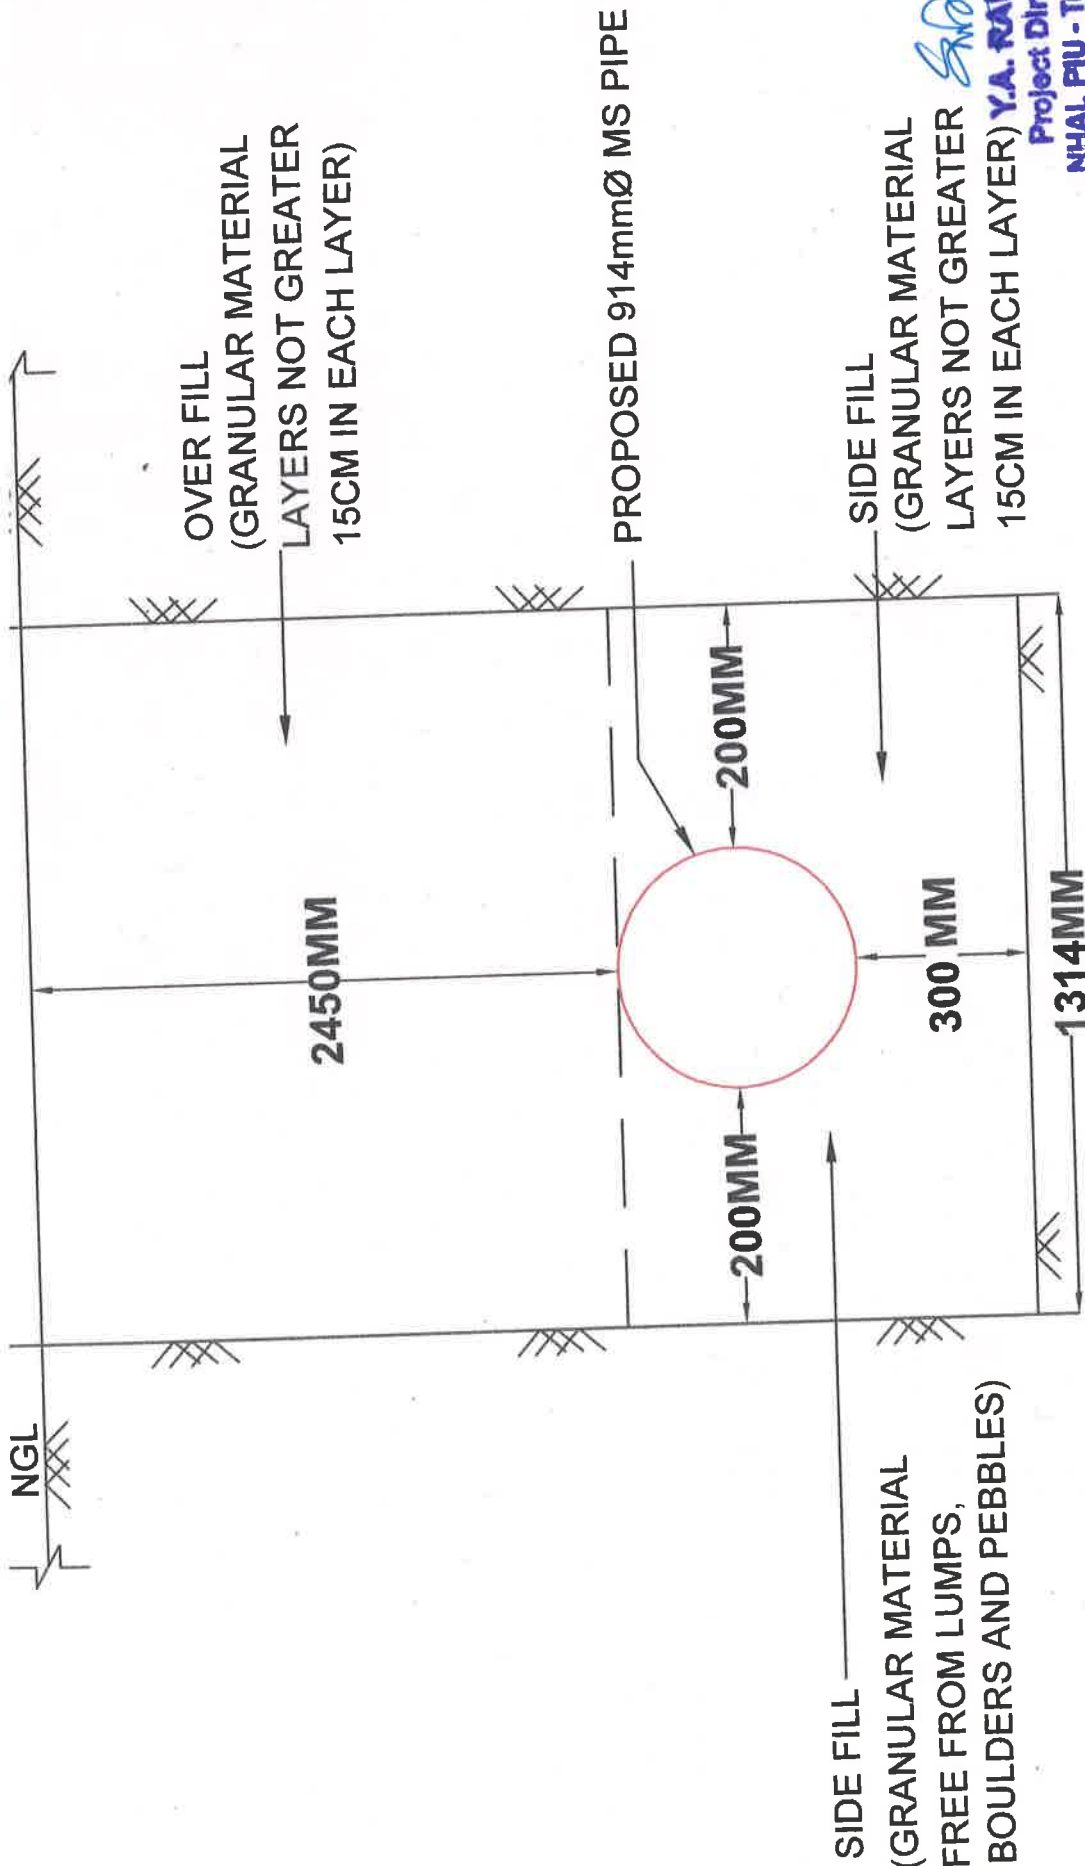 NGL
OVER FILL
(GRANULAR MATERIAL
LAYERS NOT GREATER
15CM IN EACH LAYER)
2450MM
PROPOSED 914mmØ MS PIPE
200MM
200MM
SIDE FILL
(GRANULAR MATERIAL
FREE FROM LUMPS,
BOULDERS AND PEBBLES)
300 MM
SIDE FILL
(GRANULAR MATERIAL
LAYERS NOT GREATER
15CM IN EACH LAYER)
1314MM
Y.A.
Project
NHAI, PIU -